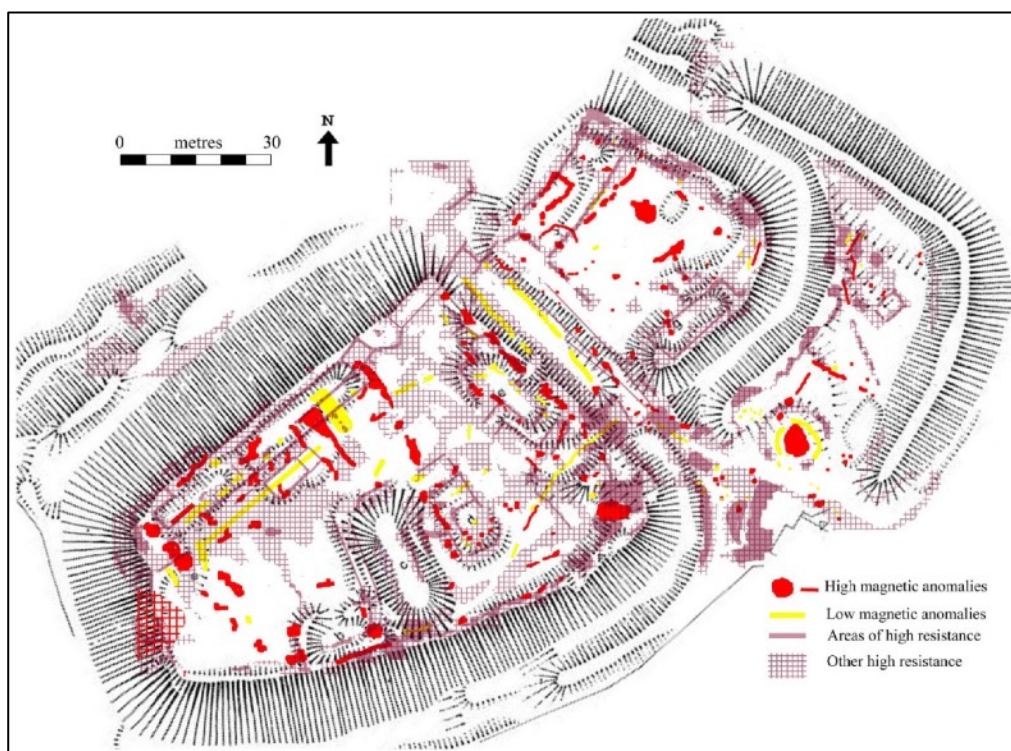 0 metres 30
N
High magnetic anomalies
Low magnetic anomalies
Areas of high resistance
Other high resistance